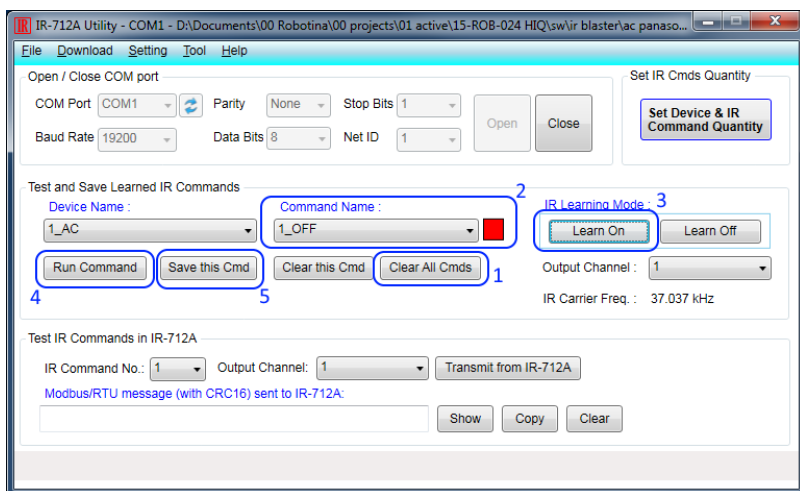 IR-712A Utility - COM1 - D:\Documents\00 Robotina\00 projects\01 active\15-ROB-024 HIQ\sw\ir blaster\ac panaso...
File Download Setting Tool Help
Open / Close COM port
Set IR Cmds Quantity
COM Port COM1 Parity None Stop Bits 1 Open Close
Set Device & IR
Command Quantity
Baud Rate 19200 Data Bits 8 Net ID 1
Test and Save Learned IR Commands
2
Device Name : Command Name : IR Learning Mode : 3
1_AC 1_OFF Learn On Learn Off
Run Command Save this Cmd Clear this Cmd Clear All Cmds 1 Output Channel : 1
4 5 IR Carrier Freq. : 37.037 kHz
Test IR Commands in IR-712A
IR Command No.: 1 Output Channel: 1 Transmit from IR-712A
Modbus/RTU message (with CRC16) sent to IR-712A:
Show Copy Clear